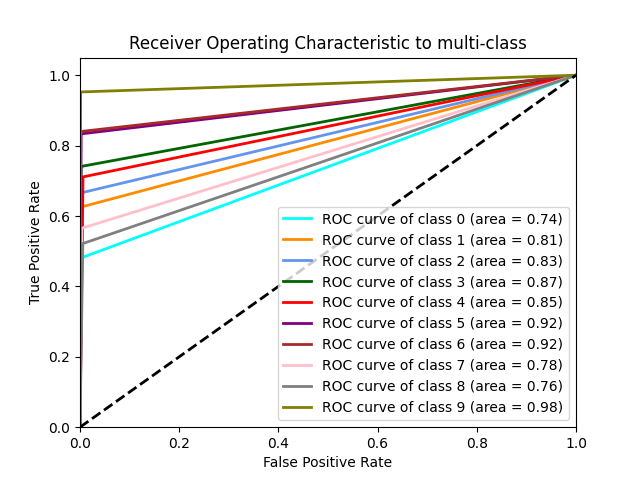 Receiver Operating Characteristic to multi-class
1.0
0.8
0.6
0.4
0.2
0.0
True Positive Rate
ROC curve of class 0 (area = 0.74)
ROC curve of class 1 (area = 0.81)
ROC curve of class 2 (area = 0.83)
ROC curve of class 3 (area = 0.87)
ROC curve of class 4 (area = 0.85)
ROC curve of class 5 (area = 0.92)
ROC curve of class 6 (area = 0.92)
ROC curve of class 7 (area = 0.78)
ROC curve of class 8 (area = 0.76)
ROC curve of class 9 (area = 0.98)
0.0 0.2 0.4 0.6 0.8 1.0
False Positive Rate